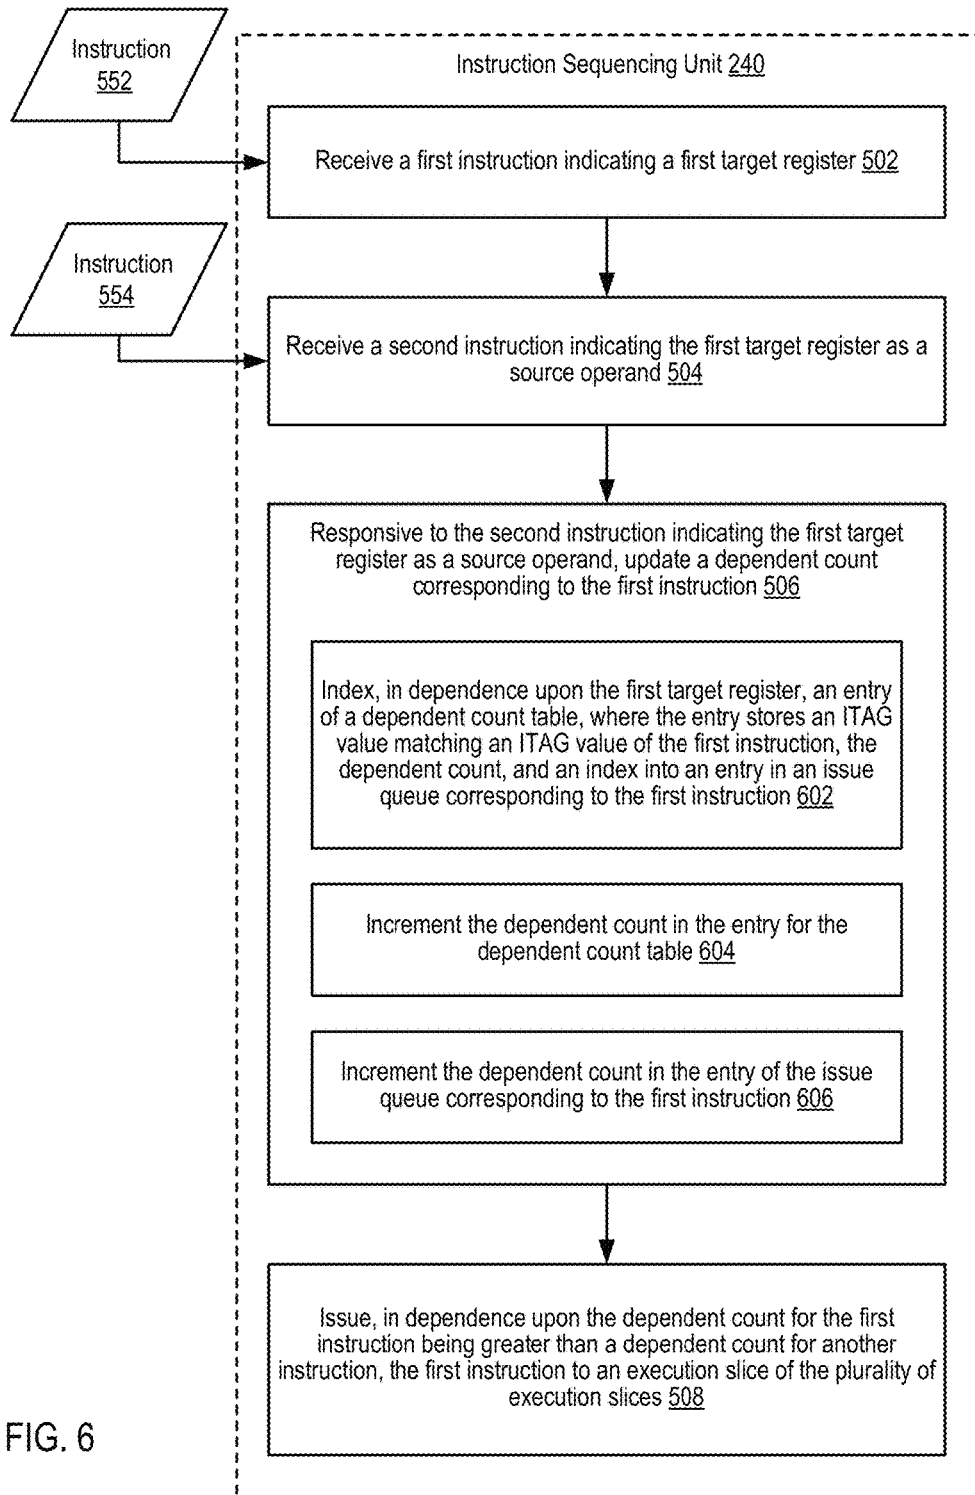 Instruction
552
Instruction Sequencing Unit 240
Receive a first instruction indicating a first target register 502
Instruction
554
Receive a second instruction indicating the first target register as a
source operand 504
Responsive to the second instruction indicating the first target
register as a source operand, update a dependent count
corresponding to the first instruction 506
Index, in dependence upon the first target register, an entry
of a dependent count table, where the entry stores an ITAG
value matching an ITAG value of the first instruction, the
dependent count, and an index into an entry in an issue
queue corresponding to the first instruction 602
Increment the dependent count in the entry for the
dependent count table 604
Increment the dependent count in the entry of the issue
queue corresponding to the first instruction 606
Issue, in dependence upon the dependent count for the first
instruction being greater than a dependent count for another
instruction, the first instruction to an execution slice of the plurality of
execution slices 508
FIG. 6